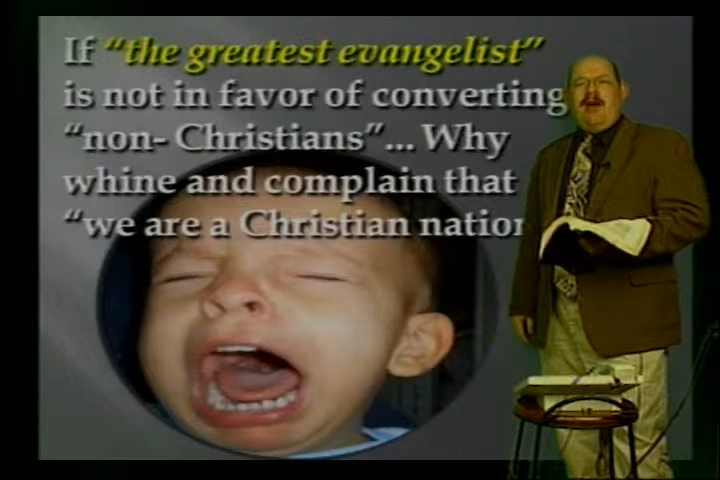 If "the greatest evangelist"
is not in favor of converting
"non- Christians"... Why
whine and complain that
"we are a Christian nation